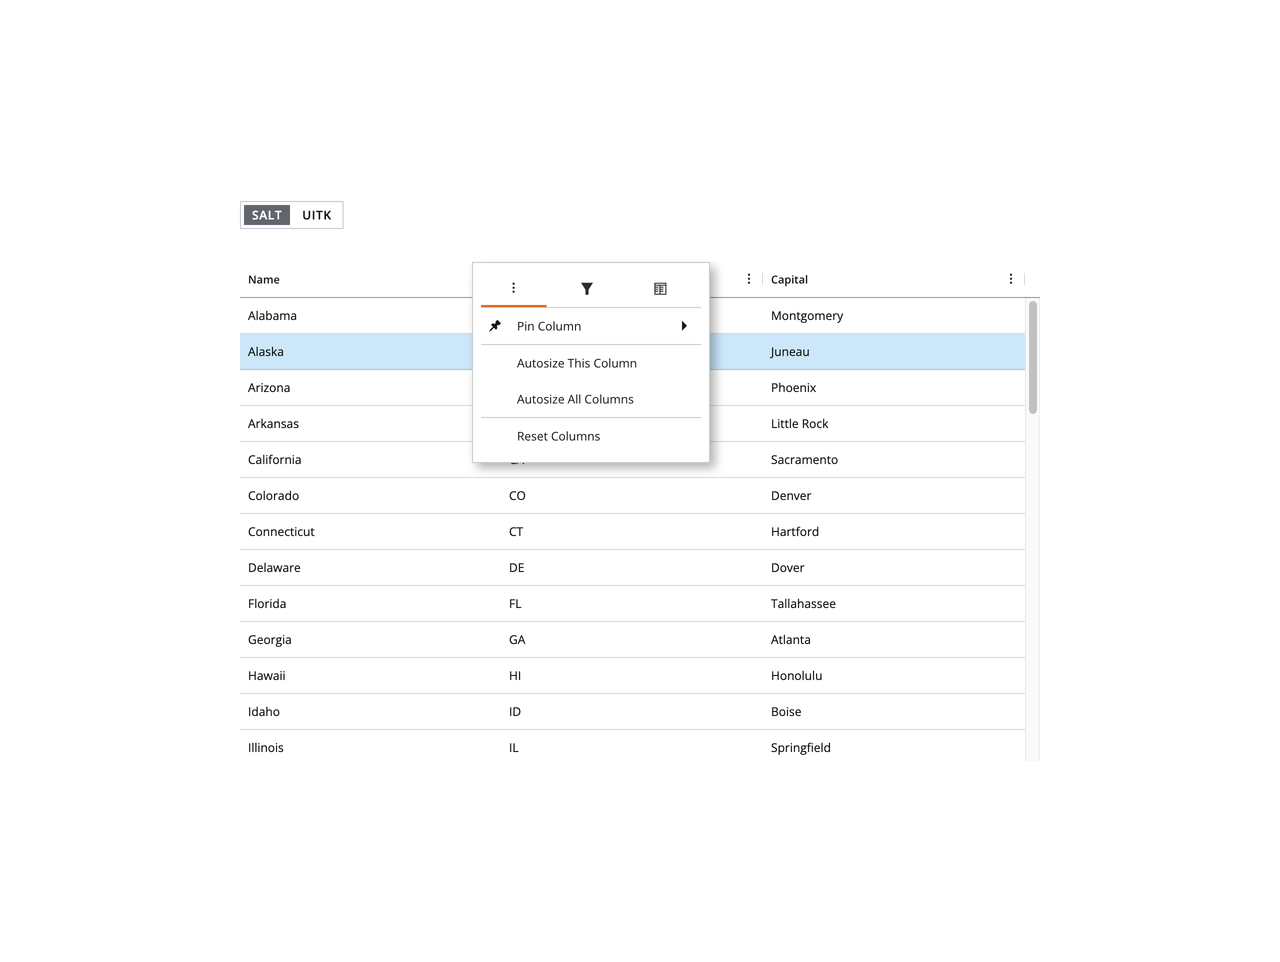 SALT UITK
Name Capital
Pin Column
Autosize This Column
Autosize All Columns
Reset Columns
Alabama Montgomery
Alaska Juneau
Arizona Phoenix
Arkansas Little Rock
California Sacramento
Colorado CO Denver
Connecticut CT Hartford
Delaware DE Dover
Florida FL Tallahassee
Georgia GA Atlanta
Hawaii HI Honolulu
Idaho ID Boise
Illinois IL Springfield